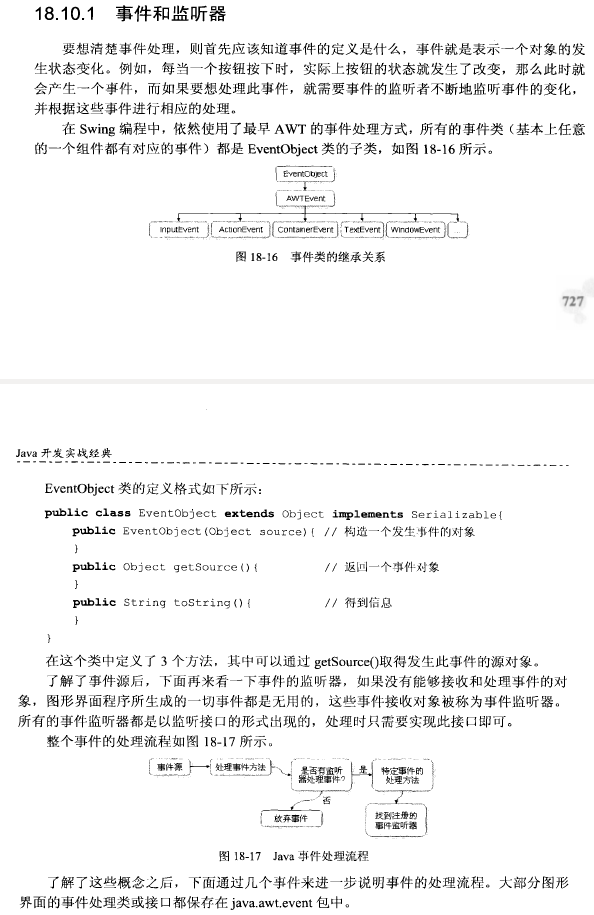 18.10.1 事件和监听器
要想清楚事件处理，则首先应该知道事件的定义是什么，事件就是表示一个对象的发
生状态变化。例如，每当一个按钮按下时，实际上按钮的状态就发生了改变，那么此时就
会产生一个事件，而如果要想处理此事件，就需要事件的监听者不断地监听事件的变化，
并根据这些事件进行相应的处理。
在 Swing 编程中，依然使用了最早 AWT 的事件处理方式，所有的事件类（基本上任意
的一个组件都有对应的事件）都是 EventObject 类的子类，如图 18-16 所示。
EventObject
AWTEvent
InputEvent ActionEvent ContainerEvent TextEvent WindowEvent ...
图 18-16 事件类的继承关系
727
Java 开发实战经典
EventObject 类的定义格式如下所示：
public class EventObject extends Object implements Serializable{
public EventObject(Object source){ // 构造一个发生事件的对象
}
public Object getSource(){ // 返回一个事件对象
}
public String toString(){ // 得到信息
}
}
在这个类中定义了 3 个方法，其中可以通过 getSource()取得发生此事件的源对象。
了解了事件源后，下面再来看一下事件的监听器，如果没有能够接收和处理事件的对
象，图形界面程序所生成的一切事件都是无用的，这些事件接收对象被称为事件监听器。
所有的事件监听器都是以监听接口的形式出现的，处理时只需要实现此接口即可。
整个事件的处理流程如图 18-17 所示。
事件源 处理事件方法 是否有监听 是 特定事件的
器处理事件? 处理方法
否
放弃事件 找到注册的
事件监听器
图 18-17 Java 事件处理流程
了解了这些概念之后，下面通过几个事件来进一步说明事件的处理流程。大部分图形
界面的事件处理类或接口都保存在 java.awt.event 包中。